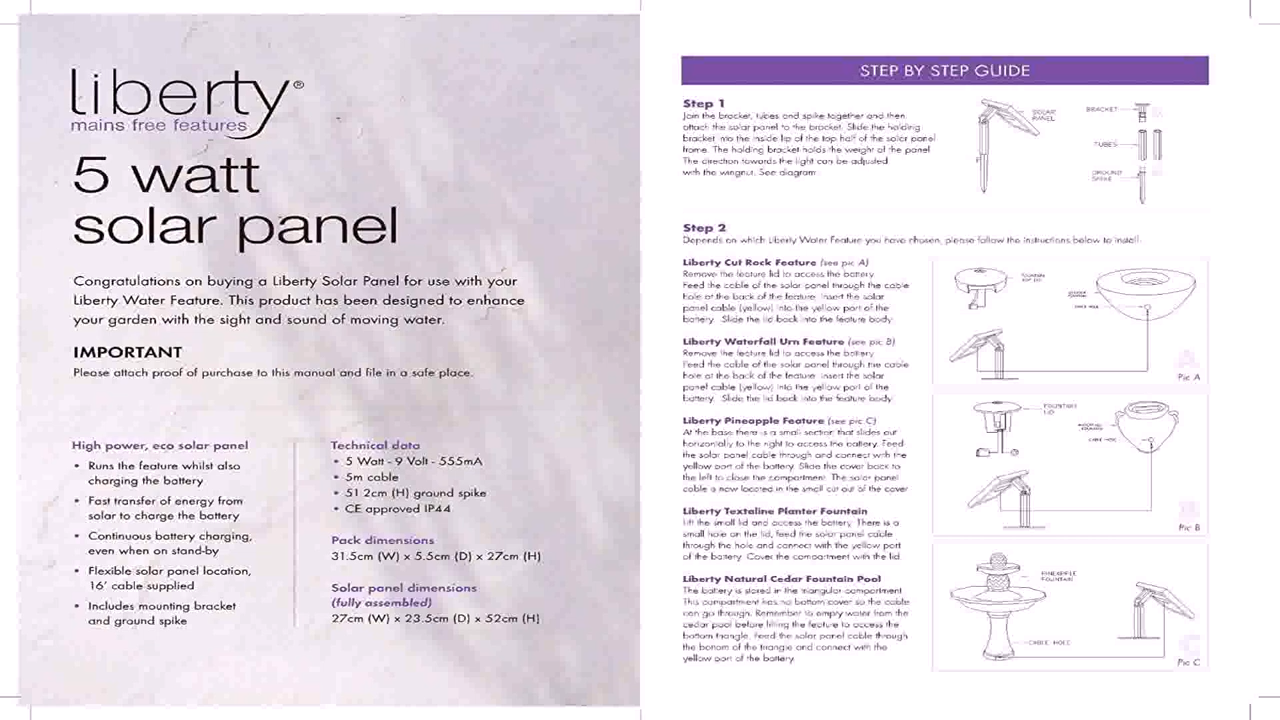 liberty®
mains free features
5 watt
solar panel
Congratulations on buying a Liberty Solar Panel for use with your
Liberty Water Feature. This product has been designed to enhance
your garden with the sight and sound of moving water.
IMPORTANT
Please attach proof of purchase to this manual and file in a safe place.
High power, eco solar panel
• Runs the feature whilst also
charging the battery
• Fast transfer of energy from
solar to charge the battery
• Continuous battery charging,
even when on stand-by
• Flexible solar panel location,
16' cable supplied
• Includes mounting bracket
and ground spike
Technical data
• 5 Watt - 9 Volt - 555mA
• 5m cable
• 51.2cm (H) ground spike
• CE approved IP44
Pack dimensions
31.5cm (W) x 5.5cm (D) x 27cm (H)
Solar panel dimensions
(fully assembled)
27cm (W) x 23.5cm (D) x 52cm (H)
STEP BY STEP GUIDE
Step 1
Join the bracket, tubes and spike together and then
attach the solar panel to the bracket. Slide the holding
bracket into the inside lip of the top half of the solar panel
frame. The holding bracket holds the weight of the panel.
The direction towards the light can be adjusted
with the wingnut. See diagram.
SOLAR
PANEL
BRACKET
TUBES
GROUND
SPIKE
Step 2
Depends on which Liberty Water Feature you have chosen, please follow the instructions below to install.
Liberty Cut Rock Feature (see pic A)
Remove the feature lid to access the battery.
Feed the cable of the solar panel through the cable
hole at the back of the feature. Insert the solar
panel cable (yellow) into the yellow part of the
battery. Slide the lid back into the feature body.
Liberty Waterfall Urn Feature (see pic B)
Remove the feature lid to access the battery.
Feed the cable of the solar panel through the cable
hole at the back of the feature. Insert the solar
panel cable (yellow) into the yellow part of the
battery. Slide the lid back into the feature body.
Liberty Pineapple Feature (see pic C)
At the base there is a small section that slides out
horizontally to the right to access the battery. Feed
the solar panel cable through and connect with the
yellow part of the battery. Slide the cover back to
the left to close the compartment. The solar panel
cable is now located in the small cut out of the cover.
Liberty Textaline Planter Fountain
Lift the small lid and access the battery. There is a
small hole on the lid, feed the solar panel cable
through the hole and connect with the yellow part
of the battery. Cover the compartment with the lid.
Liberty Natural Cedar Fountain Pool
The battery is stored in the triangular compartment.
This compartment has no bottom cover so the cable
can go through. Remember to empty water from the
cedar pool before lifting the feature to access the
bottom triangle. Feed the solar panel cable through
the bottom of the triangle and connect with the
yellow part of the battery.
FOUNTAIN
CABLE HOLE
Pic A
FOUNTAIN
LID
CABLE HOLE
Pic B
PINEAPPLE
FOUNTAIN
CABLE HOLE
Pic C